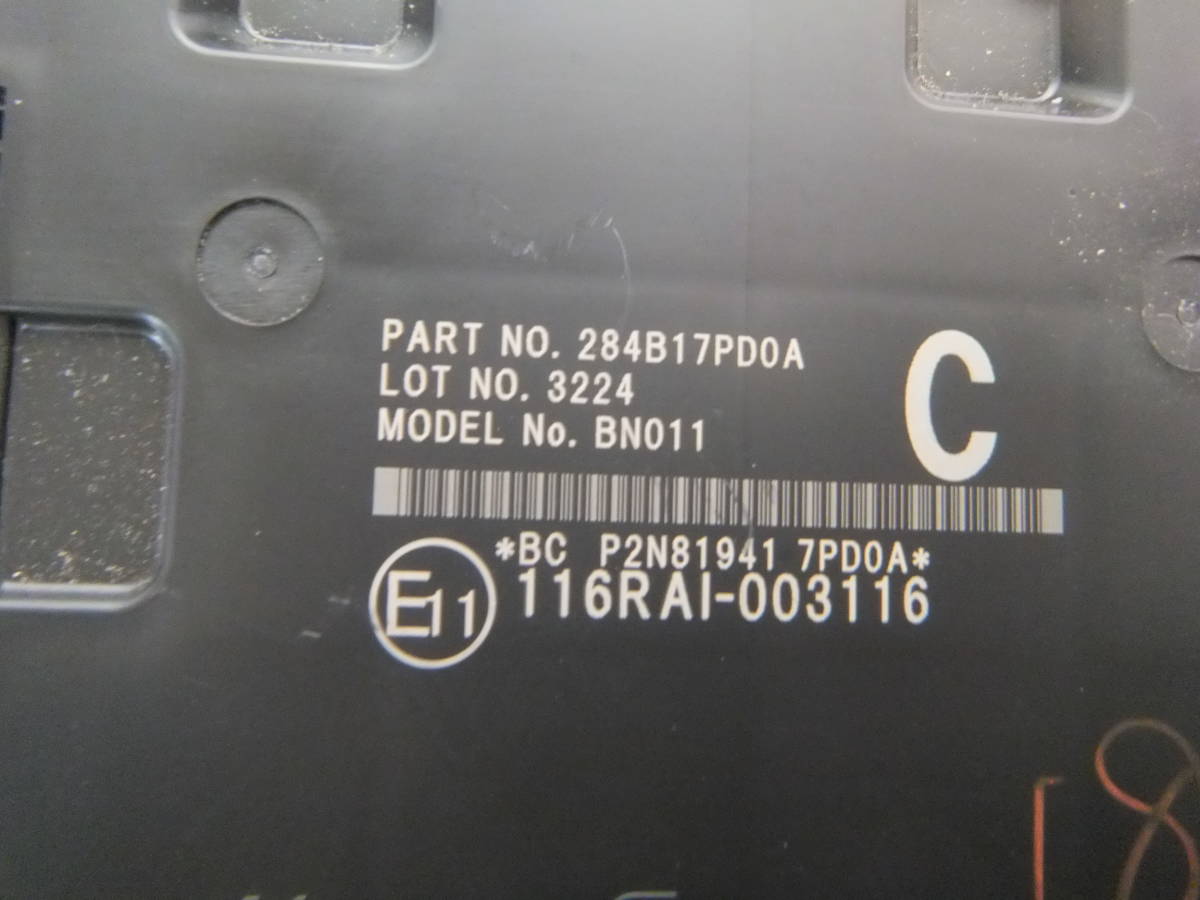 PART NO. 284B17PD0A
LOT NO. 3224
MODEL No. BN011
C
*BC P2N81941 7PD0A*
E11 116RAI-003116
18